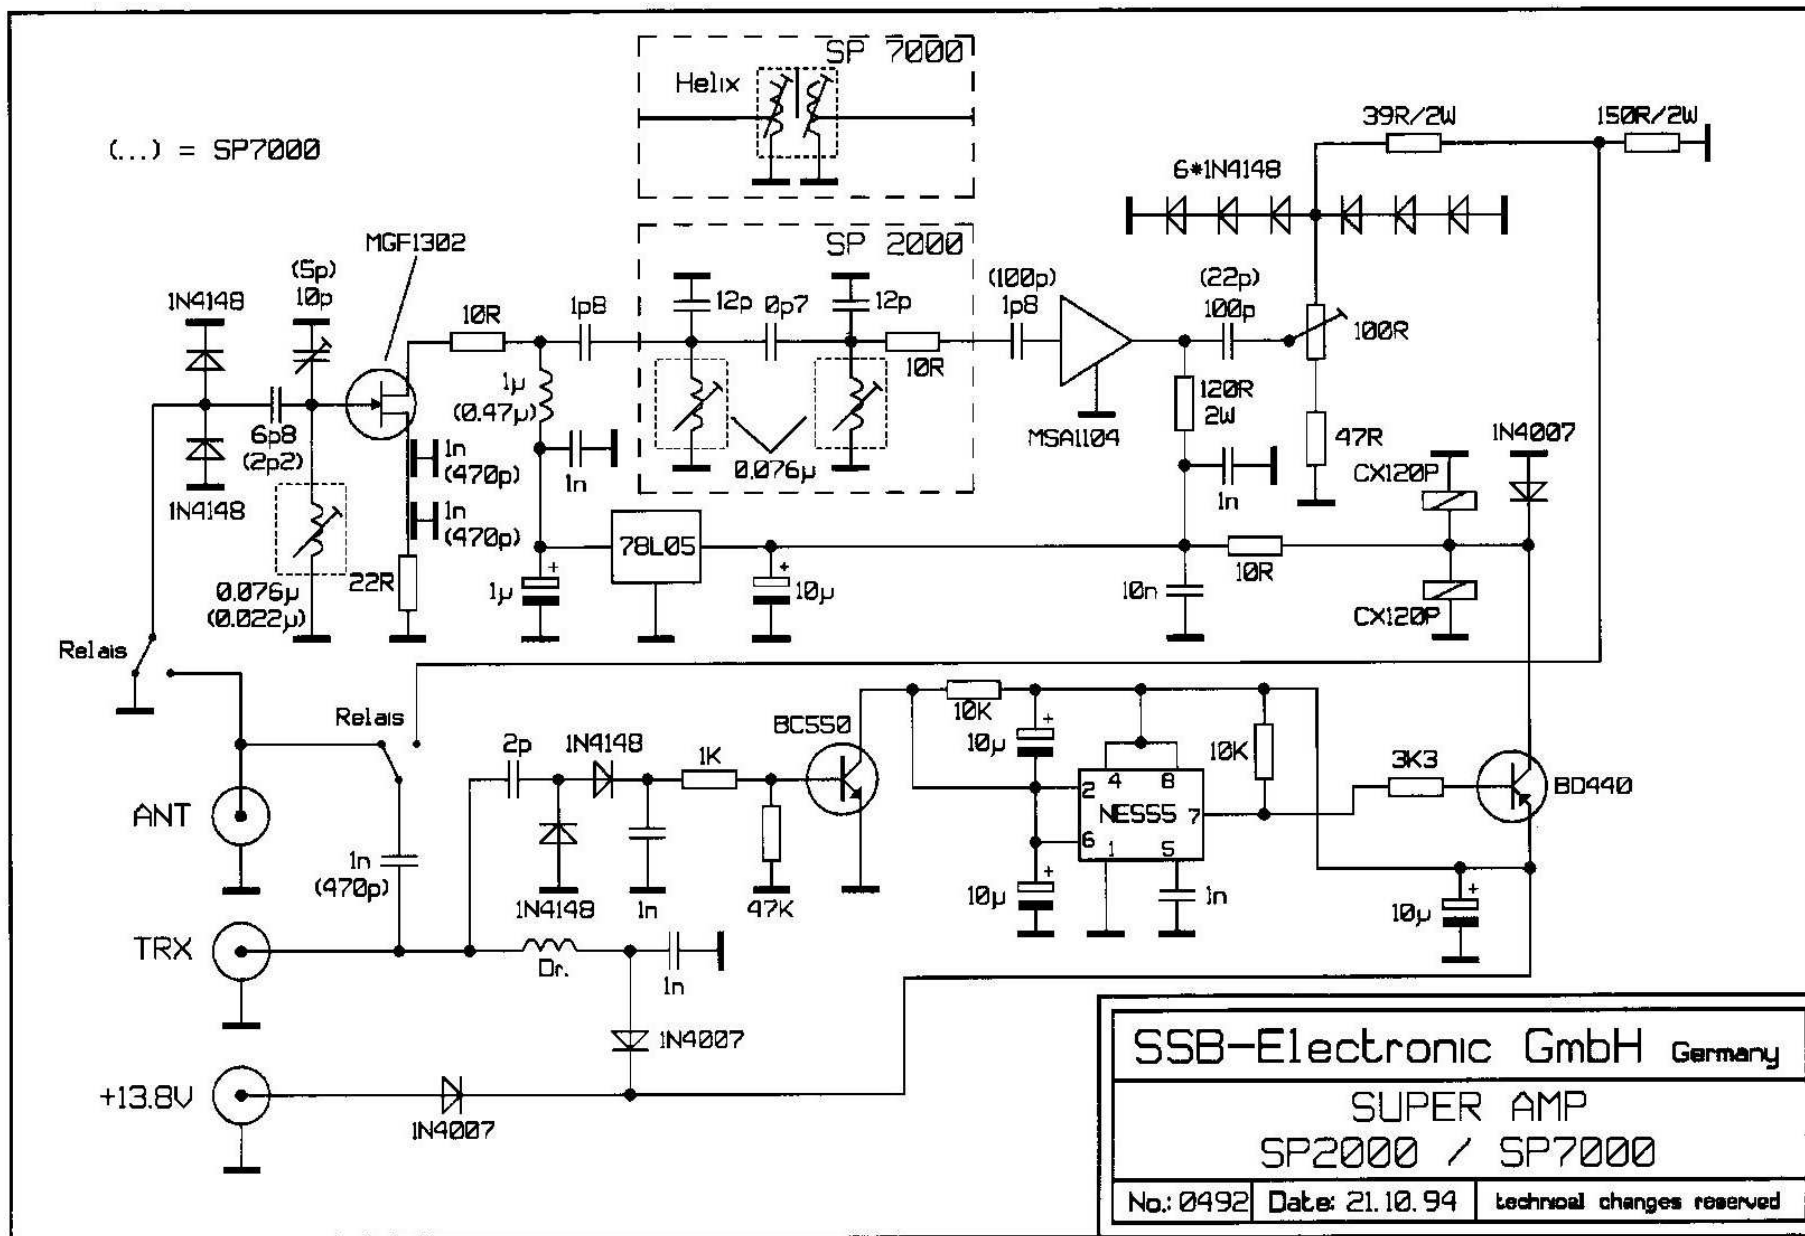 SP 7000
Helix
39R/2W
150R/2W
(...) = SP7000
6*1N4148
MGF1302
SP 2000
(5p)
10p
1N4148
10R
1p8
12p
0p7
12p
(100p)
1p8
(22p)
100p
100R
10R
1µ
(0.47µ)
120R
2W
6p8
(2p2)
MSA1104
47R
1N4007
1n
(470p)
1n
0.076µ
1n
CX120P
1N4148
1n
(470p)
78L05
22R
1µ
10µ
10n
10R
0.076µ
(0.022µ)
CX120P
Relais
Relais
BC550
10K
2p
1N4148
1K
10µ
10K
3K3
4 8
BD440
2
NE555 7
ANT
6
1 5
1n
(470p)
1N4148
1n
47K
10µ
1n
10µ
TRX
Dr.
1n
1N4007
+13.8V
1N4007
SSB-Electronic GmbH Germany
SUPER AMP
SP2000 / SP7000
No.: 0492 Date: 21.10.94 technical changes reserved